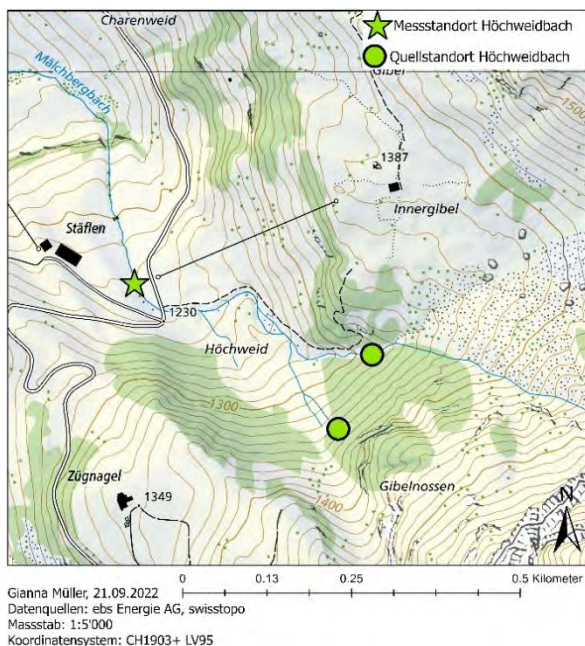 Charenweid
Messstandort Höchweidbach
Quellstandort Höchweidbach
Gibel
Mälchbergbach
1500
1387
Innergibel
Stäflen
1230
Höchweid
1300
Zügnagel
1349
1400
Gibelnossen
N
0 0.13 0.25 0.5 Kilometer
Gianna Müller, 21.09.2022
Datenquellen: ebs Energie AG, swisstopo
Massstab: 1:5'000
Koordinatensystem: CH1903+ LV95